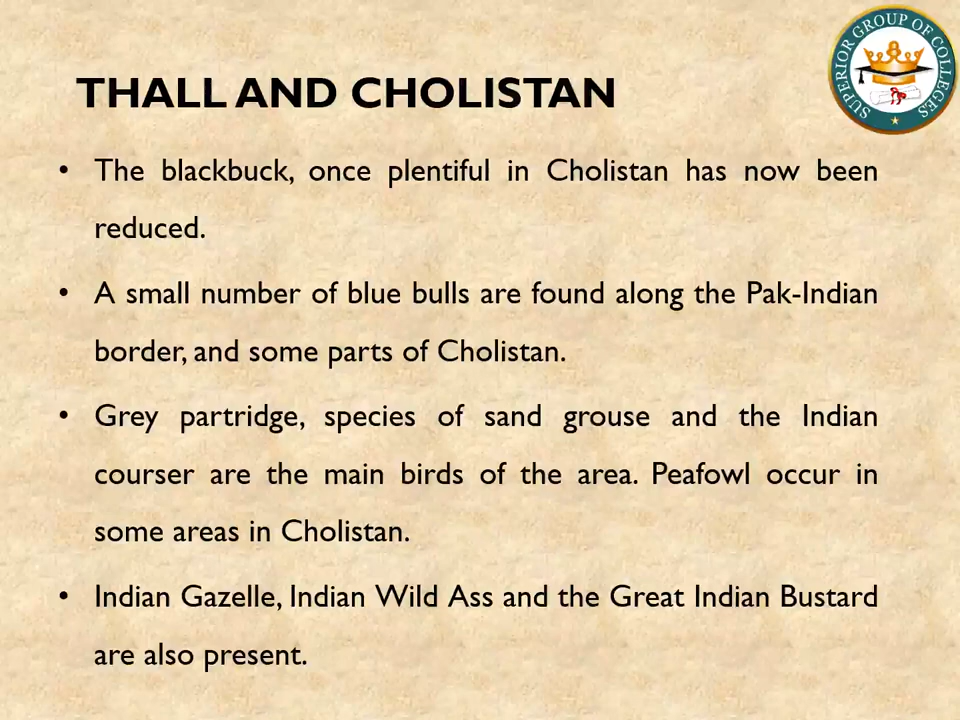 SUPERIOR GROUP OF COLLEGES
THALL AND CHOLISTAN
• The blackbuck, once plentiful in Cholistan has now been
reduced.
• A small number of blue bulls are found along the Pak-Indian
border, and some parts of Cholistan.
• Grey partridge, species of sand grouse and the Indian
courser are the main birds of the area. Peafowl occur in
some areas in Cholistan.
• Indian Gazelle, Indian Wild Ass and the Great Indian Bustard
are also present.